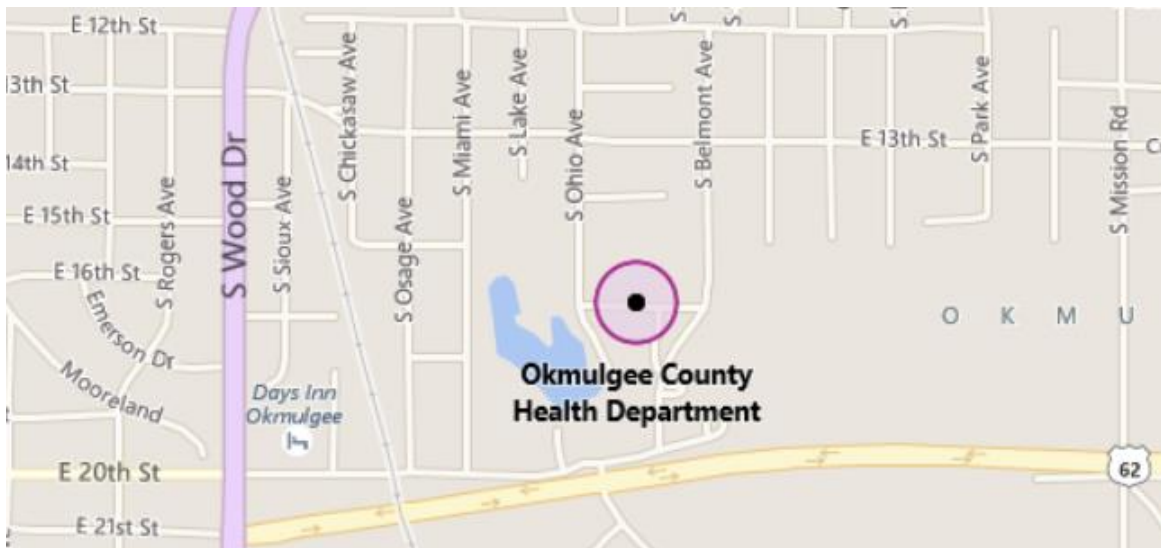 E 12th St
13th St
14th St
E 15th St
E 16th St
Emerson Dr
Mooreland
S Rogers Ave
S Wood Dr
S Sioux Ave
S Chickasaw Ave
S Osage Ave
S Miami Ave
S Lake Ave
S Ohio Ave
S Belmont Ave
E 13th St
S Park Ave
S Mission Rd
O K M U
Days Inn
Okmulgee
Okmulgee County
Health Department
E 20th St
E 21st St
62